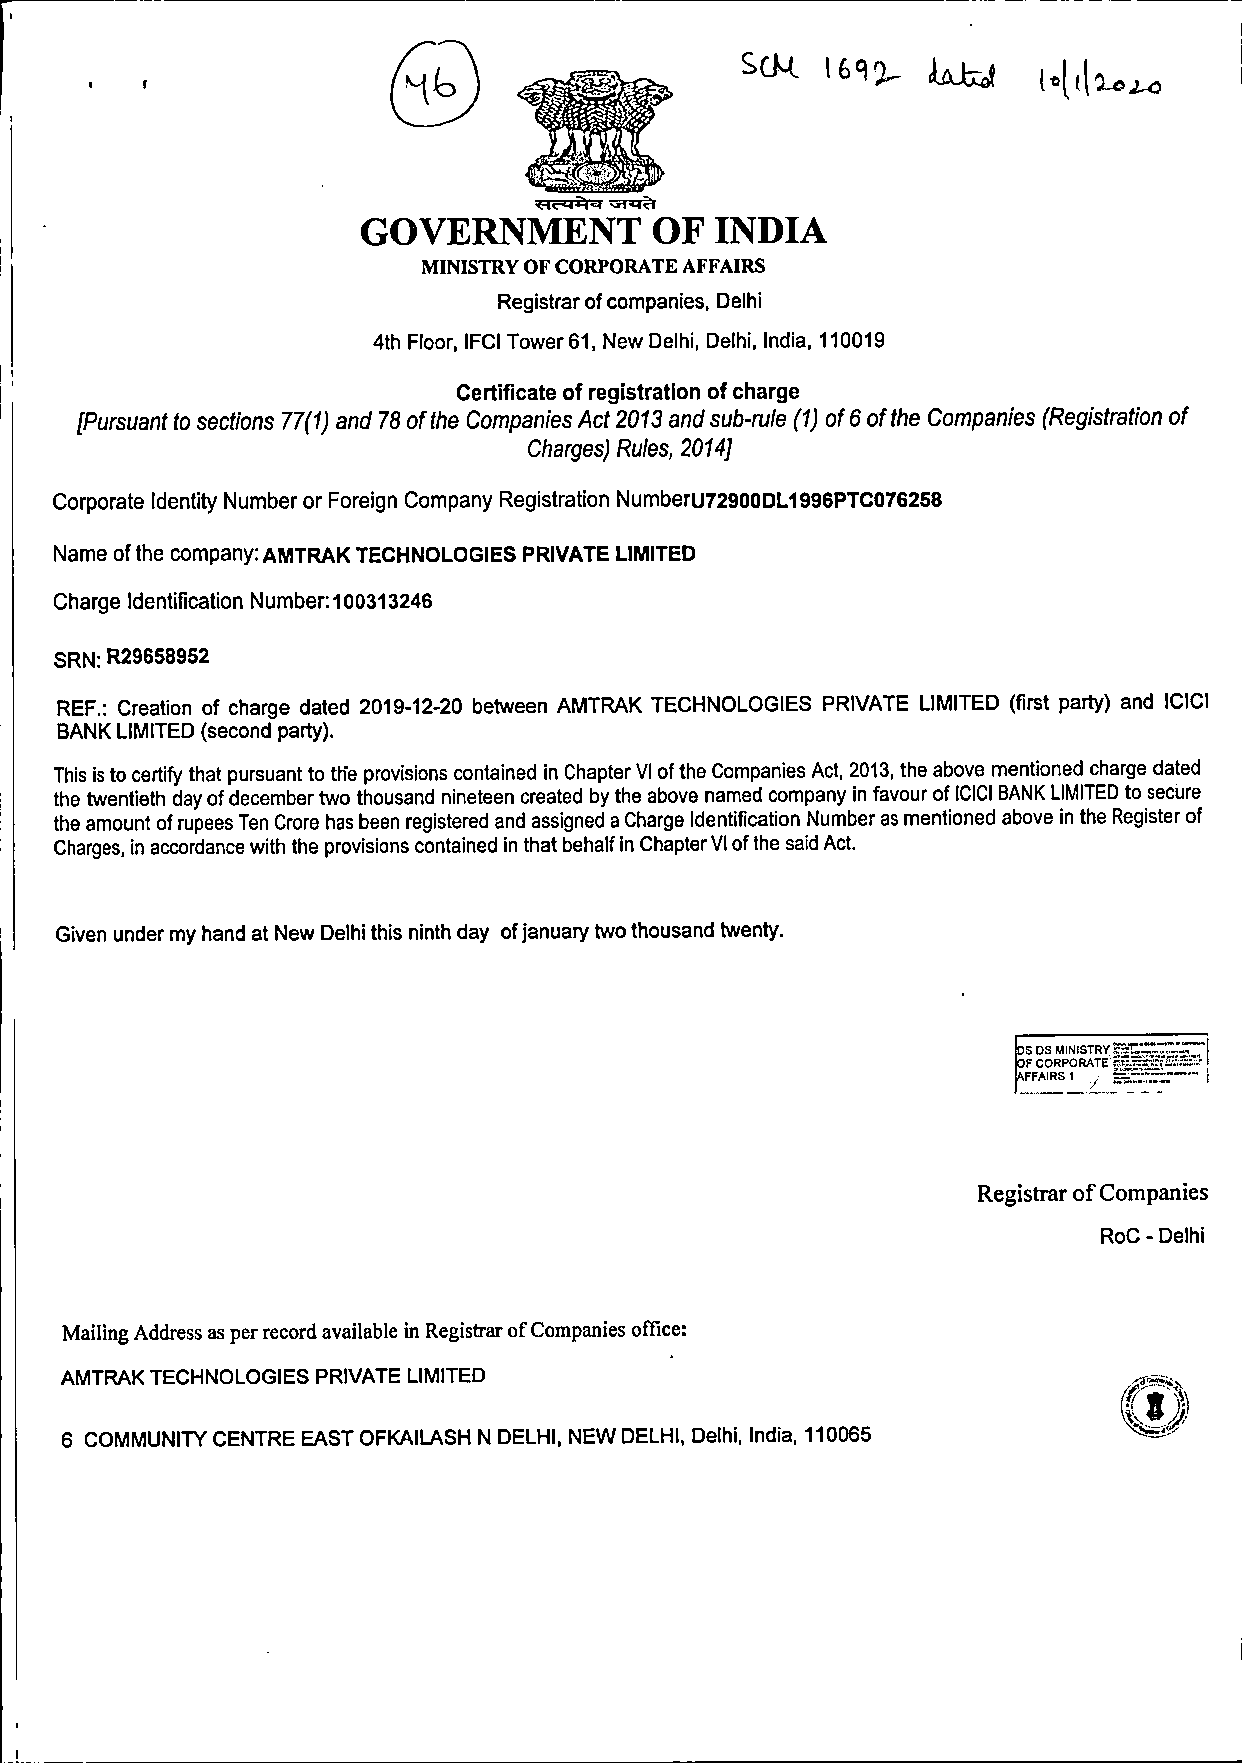 46
SCM 1692 dated 10/1/2020
सत्यमेव जयते
GOVERNMENT OF INDIA
MINISTRY OF CORPORATE AFFAIRS
Registrar of companies, Delhi
4th Floor, IFCI Tower 61, New Delhi, Delhi, India, 110019
Certificate of registration of charge
[Pursuant to sections 77(1) and 78 of the Companies Act 2013 and sub-rule (1) of 6 of the Companies (Registration of
Charges) Rules, 2014]
Corporate Identity Number or Foreign Company Registration NumberU72900DL1996PTC076258
Name of the company: AMTRAK TECHNOLOGIES PRIVATE LIMITED
Charge Identification Number:100313246
SRN: R29658952
REF.: Creation of charge dated 2019-12-20 between AMTRAK TECHNOLOGIES PRIVATE LIMITED (first party) and ICICI
BANK LIMITED (second party).
This is to certify that pursuant to the provisions contained in Chapter VI of the Companies Act, 2013, the above mentioned charge dated
the twentieth day of december two thousand nineteen created by the above named company in favour of ICICI BANK LIMITED to secure
the amount of rupees Ten Crore has been registered and assigned a Charge Identification Number as mentioned above in the Register of
Charges, in accordance with the provisions contained in that behalf in Chapter VI of the said Act.
Given under my hand at New Delhi this ninth day of january two thousand twenty.
DS DS MINISTRY
OF CORPORATE
AFFAIRS 1
Registrar of Companies
RoC - Delhi
Mailing Address as per record available in Registrar of Companies office:
AMTRAK TECHNOLOGIES PRIVATE LIMITED
6 COMMUNITY CENTRE EAST OFKAILASH N DELHI, NEW DELHI, Delhi, India, 110065